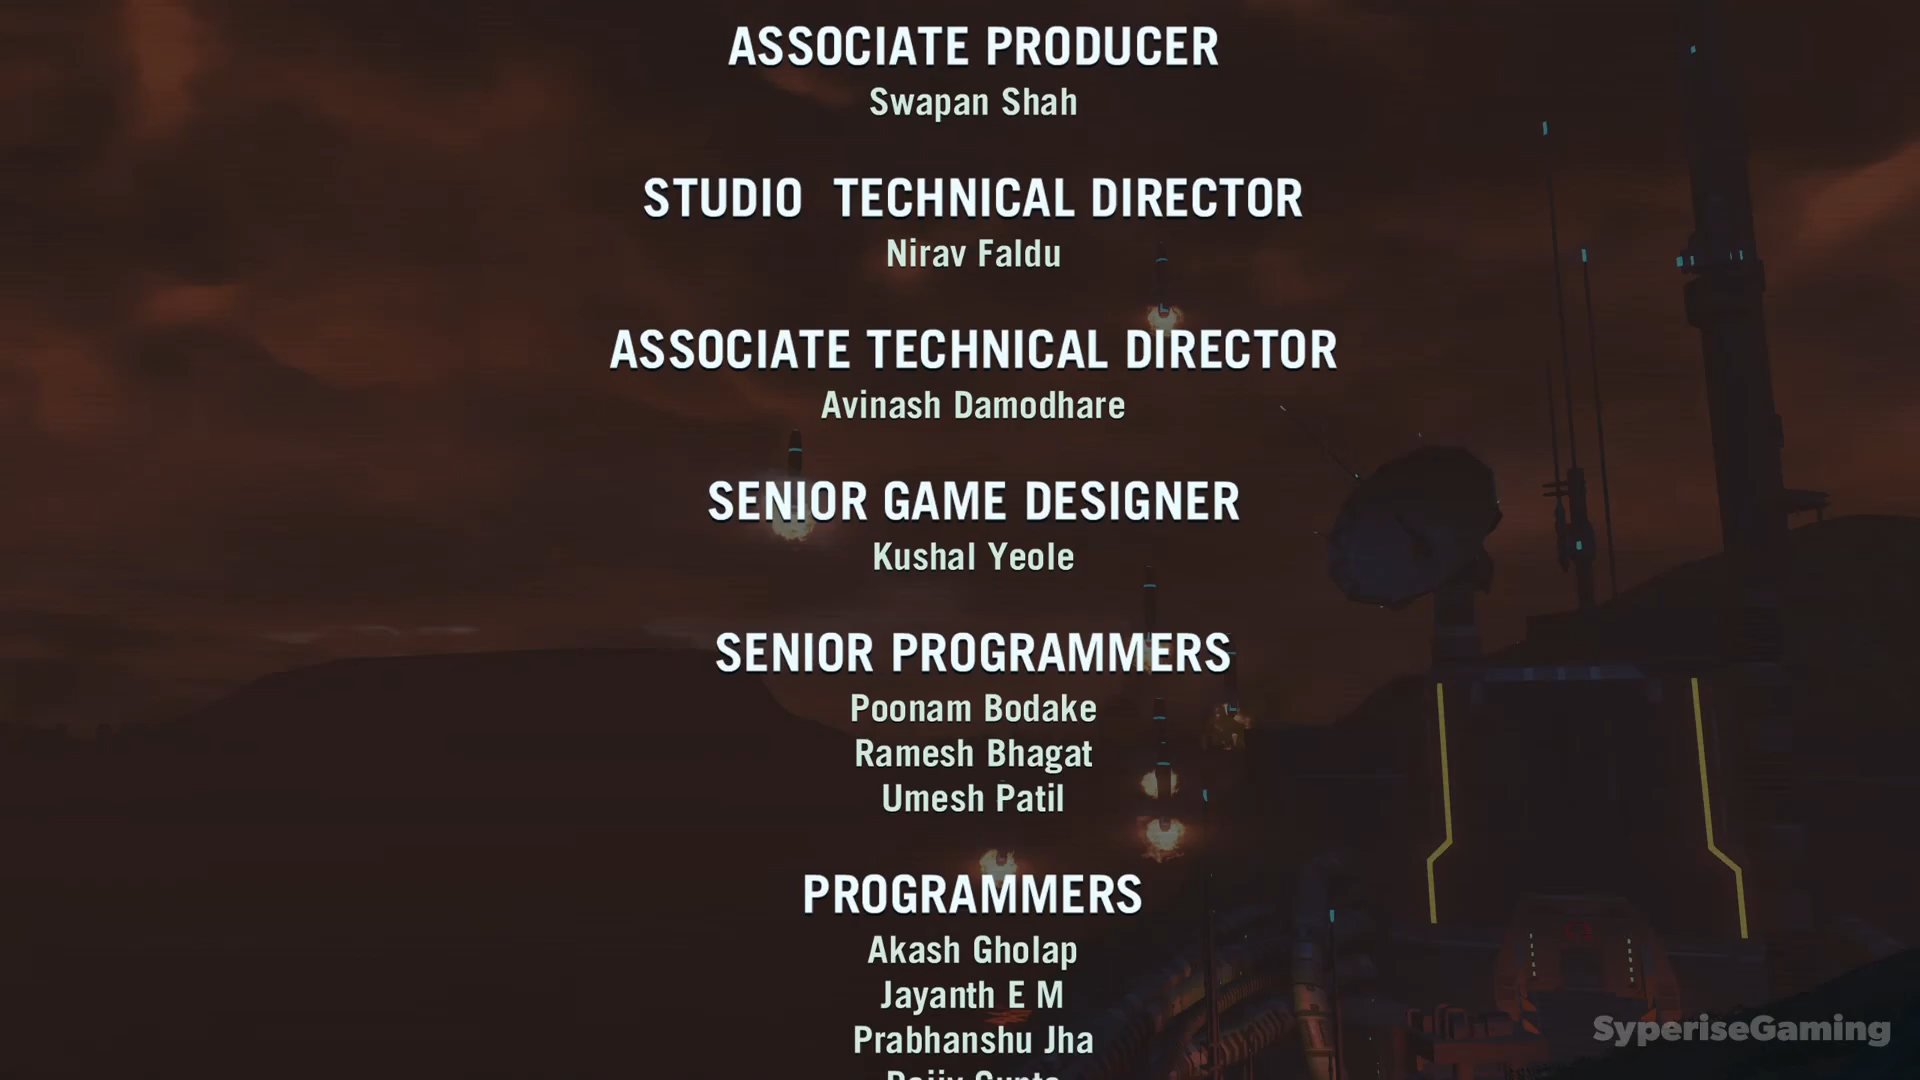 ASSOCIATE PRODUCER
Swapan Shah
STUDIO  TECHNICAL DIRECTOR
Nirav Faldu
ASSOCIATE TECHNICAL DIRECTOR
Avinash Damodhare
SENIOR GAME DESIGNER
Kushal Yeole
SENIOR PROGRAMMERS
Poonam Bodake
Ramesh Bhagat
Umesh Patil
PROGRAMMERS
Akash Gholap
Jayanth E M
Prabhanshu Jha
SyperiseGaming